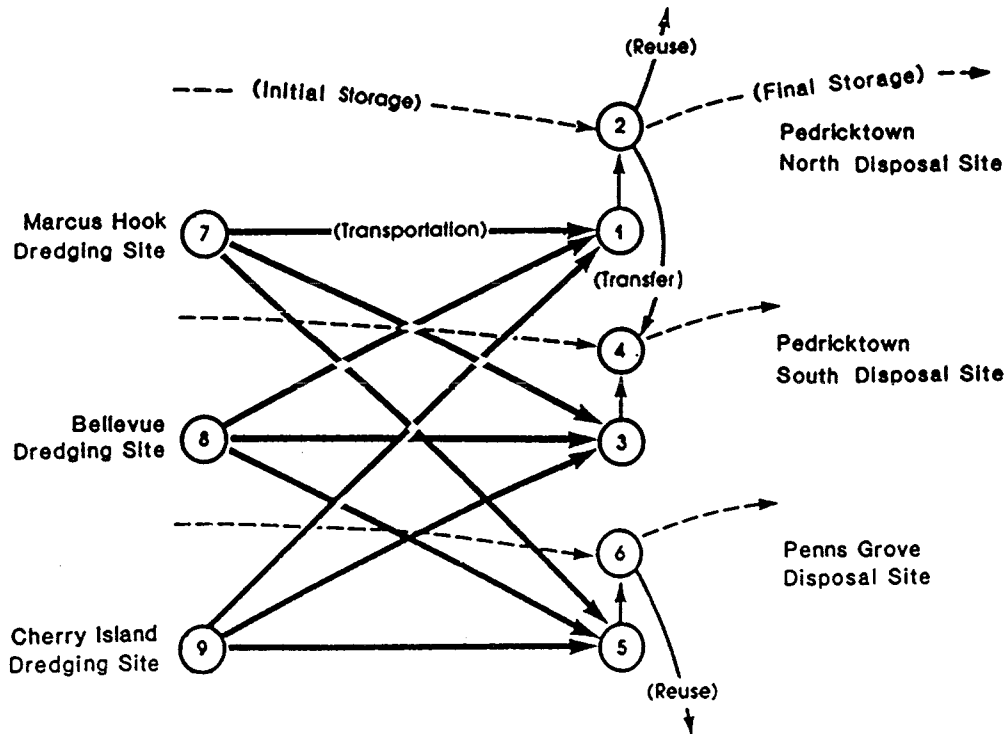 (Reuse)
(Initial Storage)
(Final Storage)
2
Pedricktown
North Disposal Site
Marcus Hook
Dredging Site
7
(Transportation)
1
(Transfer)
4
Pedricktown
South Disposal Site
Bellevue
Dredging Site
8
3
6
Penns Grove
Disposal Site
Cherry Island
Dredging Site
9
5
(Reuse)